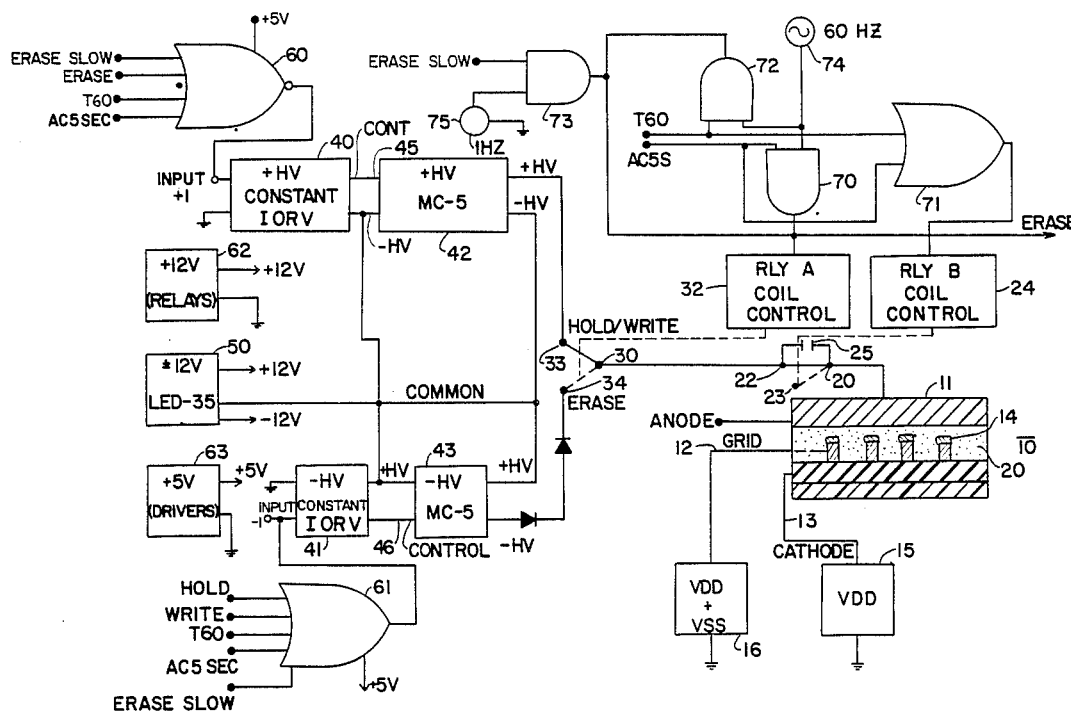 +5V
60
ERASE SLOW
ERASE
T60
AC5SEC
ERASE SLOW
73
75
1HZ
72
60 HZ
74
T60
AC5S
70
71
ERASE
40
CONT
45
INPUT
+1
+HV
CONSTANT
I OR V
+HV
MC-5
42
+HV
-HV
-HV
62
+12V
(RELAYS)
+12V
32
RLY A
COIL
CONTROL
RLY B
COIL
CONTROL
24
HOLD/WRITE
33
30
34
ERASE
22
25
23
20
50
±12V
LED-35
+12V
-12V
COMMON
11
ANODE
14
GRID
12
10
20
13
CATHODE
63
+5V
(DRIVERS)
+5V
INPUT
-1
-HV
CONSTANT
I OR V
41
+HV
43
-HV
MC-5
+HV
-HV
46
CONTROL
15
VDD
VDD
+
VSS
16
HOLD
WRITE
T60
AC5 SEC
ERASE SLOW
61
+5V